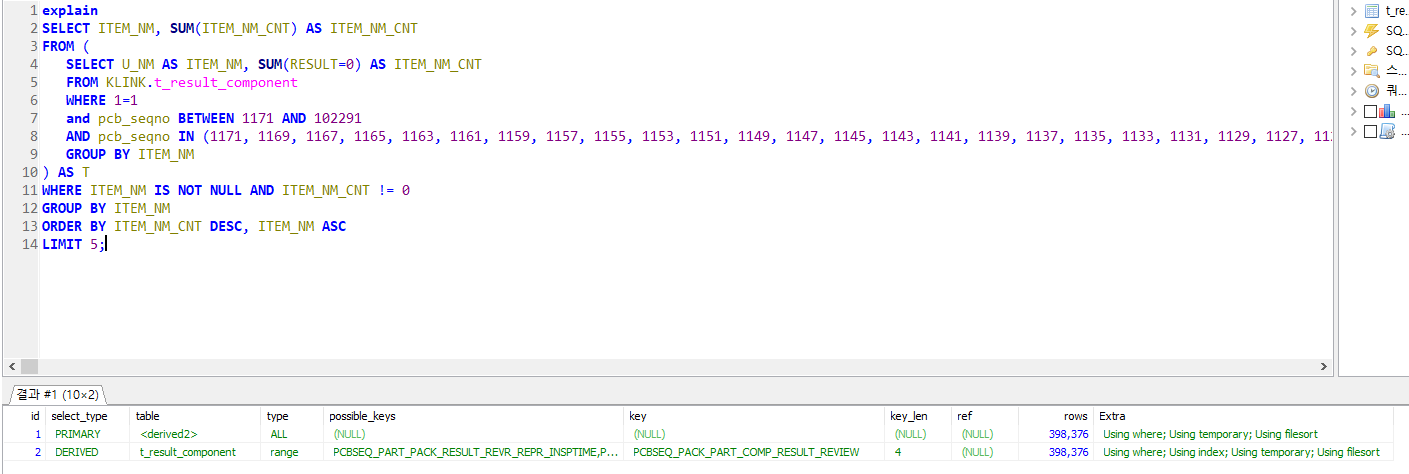 1 explain
2 SELECT ITEM_NM, SUM(ITEM_NM_CNT) AS ITEM_NM_CNT
3 FROM (
4 SELECT U_NM AS ITEM_NM, SUM(RESULT=0) AS ITEM_NM_CNT
5 FROM KLINK.t_result_component
6 WHERE 1=1
7 and pcb_seqno BETWEEN 1171 AND 102291
8 AND pcb_seqno IN (1171, 1169, 1167, 1165, 1163, 1161, 1159, 1157, 1155, 1153, 1151, 1149, 1147, 1145, 1143, 1141, 1139, 1137, 1135, 1133, 1131, 1129, 1127,
9 GROUP BY ITEM_NM
10 ) AS T
11 WHERE ITEM_NM IS NOT NULL AND ITEM_NM_CNT != 0
12 GROUP BY ITEM_NM
13 ORDER BY ITEM_NM_CNT DESC, ITEM_NM ASC
14 LIMIT 5;
t_re...
SQ...
SQ...
스...
쿼...
...
...
결과 #1 (10×2)
id select_type table type possible_keys key key_len ref rows Extra
1 PRIMARY <derived2> ALL (NULL) (NULL) (NULL) (NULL) 398,376 Using where; Using temporary; Using filesort
2 DERIVED t_result_component range PCBSEQ_PART_PACK_RESULT_REVR_REPR_INSPTIME,P... PCBSEQ_PACK_PART_COMP_RESULT_REVIEW 4 (NULL) 398,376 Using where; Using index; Using temporary; Using filesort